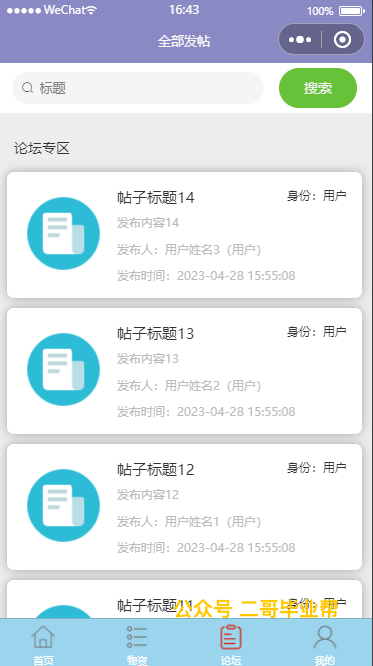 WeChat 16:43 100%
全部发帖
标题 搜索
论坛专区
帖子标题14 身份：用户
发布内容14
发布人：用户姓名3（用户）
发布时间：2023-04-28 15:55:08
帖子标题13 身份：用户
发布内容13
发布人：用户姓名2（用户）
发布时间：2023-04-28 15:55:08
帖子标题12 身份：用户
发布内容12
发布人：用户姓名1（用户）
发布时间：2023-04-28 15:55:08
帖子标题11 身份：用户
公众号 二哥毕业帮
首页 物资 论坛 我的